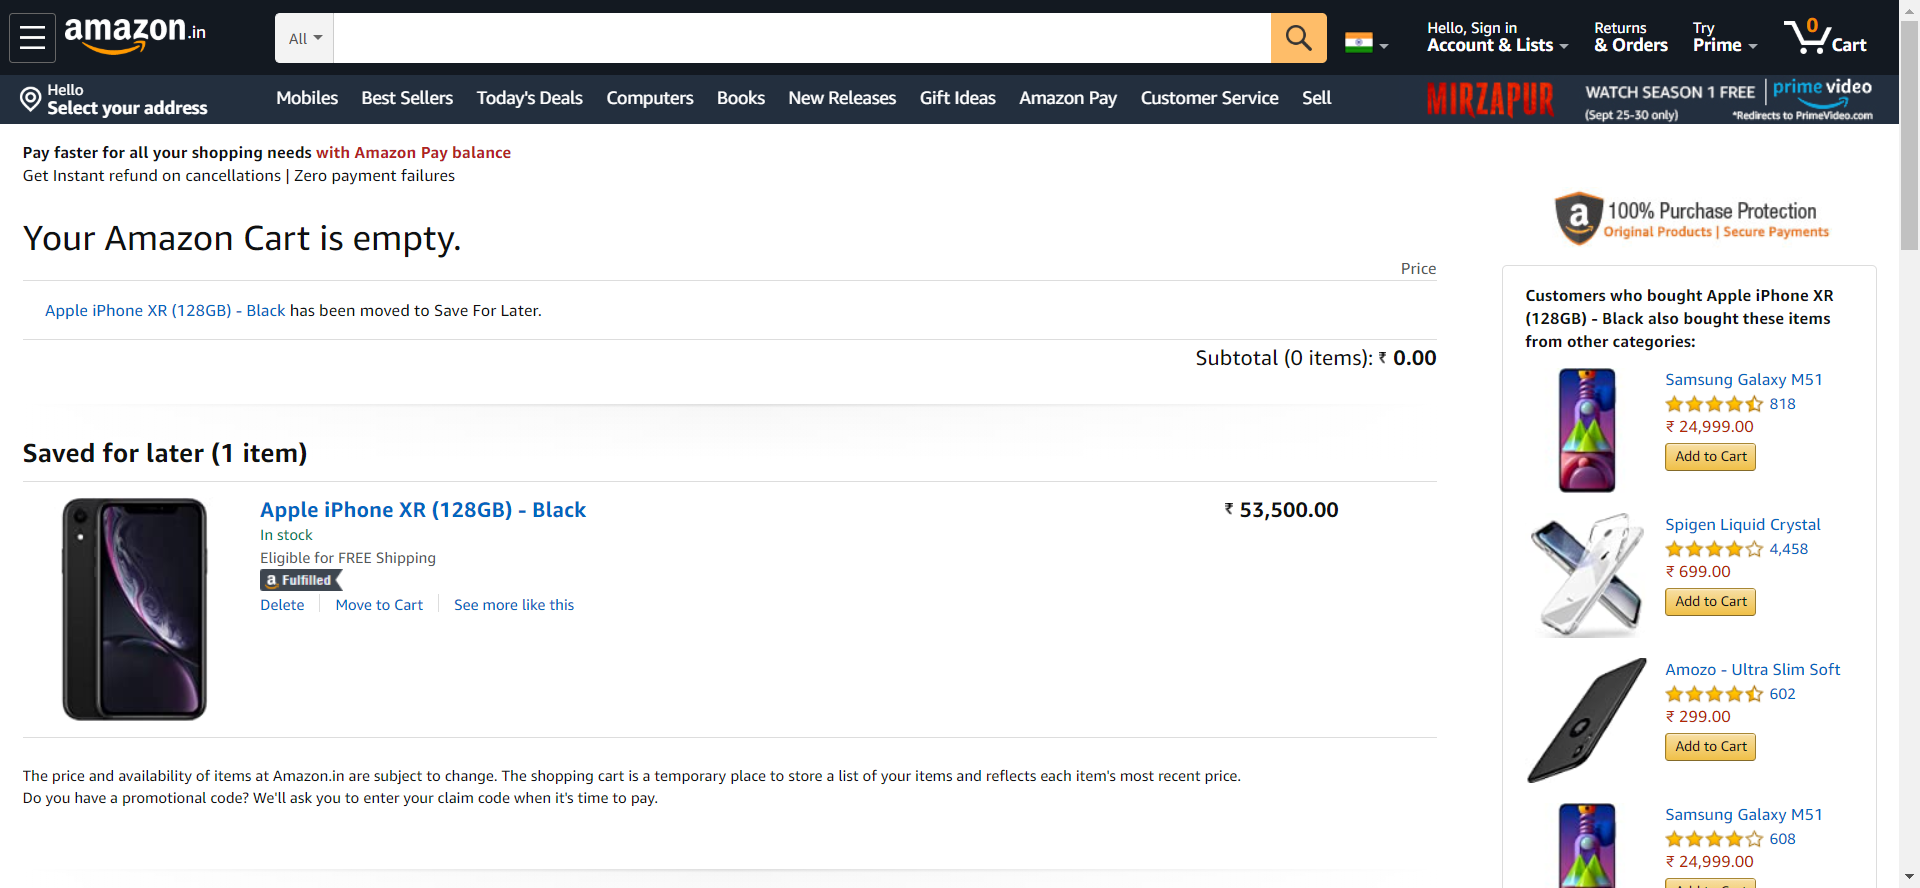 amazon.in
All
Hello, Sign in
Account & Lists
Returns
& Orders
Try
Prime
0
Cart
Hello
Select your address
Mobiles
Best Sellers
Today's Deals
Computers
Books
New Releases
Gift Ideas
Amazon Pay
Customer Service
Sell
MIRZAPUR
WATCH SEASON 1 FREE
(Sept 25-30 only)
prime video
*Redirects to PrimeVideo.com
Pay faster for all your shopping needs with Amazon Pay balance
Get Instant refund on cancellations | Zero payment failures
Your Amazon Cart is empty.
Price
Apple iPhone XR (128GB) - Black has been moved to Save For Later.
Subtotal (0 items): ₹ 0.00
Saved for later (1 item)
Apple iPhone XR (128GB) - Black
₹ 53,500.00
In stock
Eligible for FREE Shipping
a Fulfilled
Delete
Move to Cart
See more like this
The price and availability of items at Amazon.in are subject to change. The shopping cart is a temporary place to store a list of your items and reflects each item's most recent price.
Do you have a promotional code? We'll ask you to enter your claim code when it's time to pay.
a
100% Purchase Protection
Original Products | Secure Payments
Customers who bought Apple iPhone XR
(128GB) - Black also bought these items
from other categories:
Samsung Galaxy M51
818
₹ 24,999.00
Add to Cart
Spigen Liquid Crystal
4,458
₹ 699.00
Add to Cart
Amozo - Ultra Slim Soft
602
₹ 299.00
Add to Cart
Samsung Galaxy M51
608
₹ 24,999.00